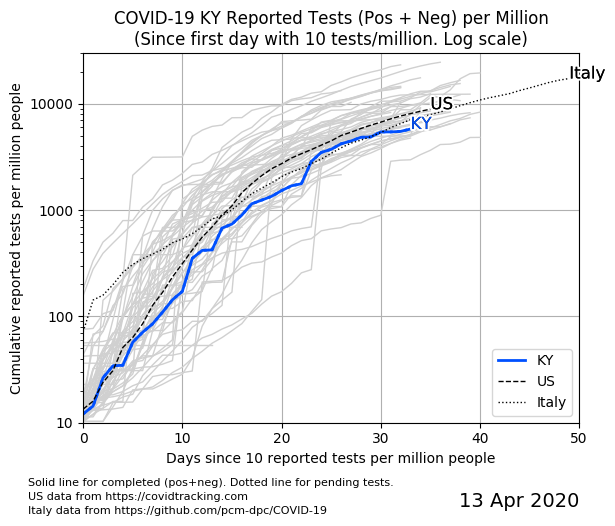 COVID-19 KY Reported Tests (Pos + Neg) per Million
(Since first day with 10 tests/million. Log scale)
Cumulative reported tests per million people
10000
1000
100
10
Italy
US
KY
KY
US
Italy
0 10 20 30 40 50
Days since 10 reported tests per million people
Solid line for completed (pos+neg). Dotted line for pending tests.
US data from https://covidtracking.com
Italy data from https://github.com/pcm-dpc/COVID-19
13 Apr 2020